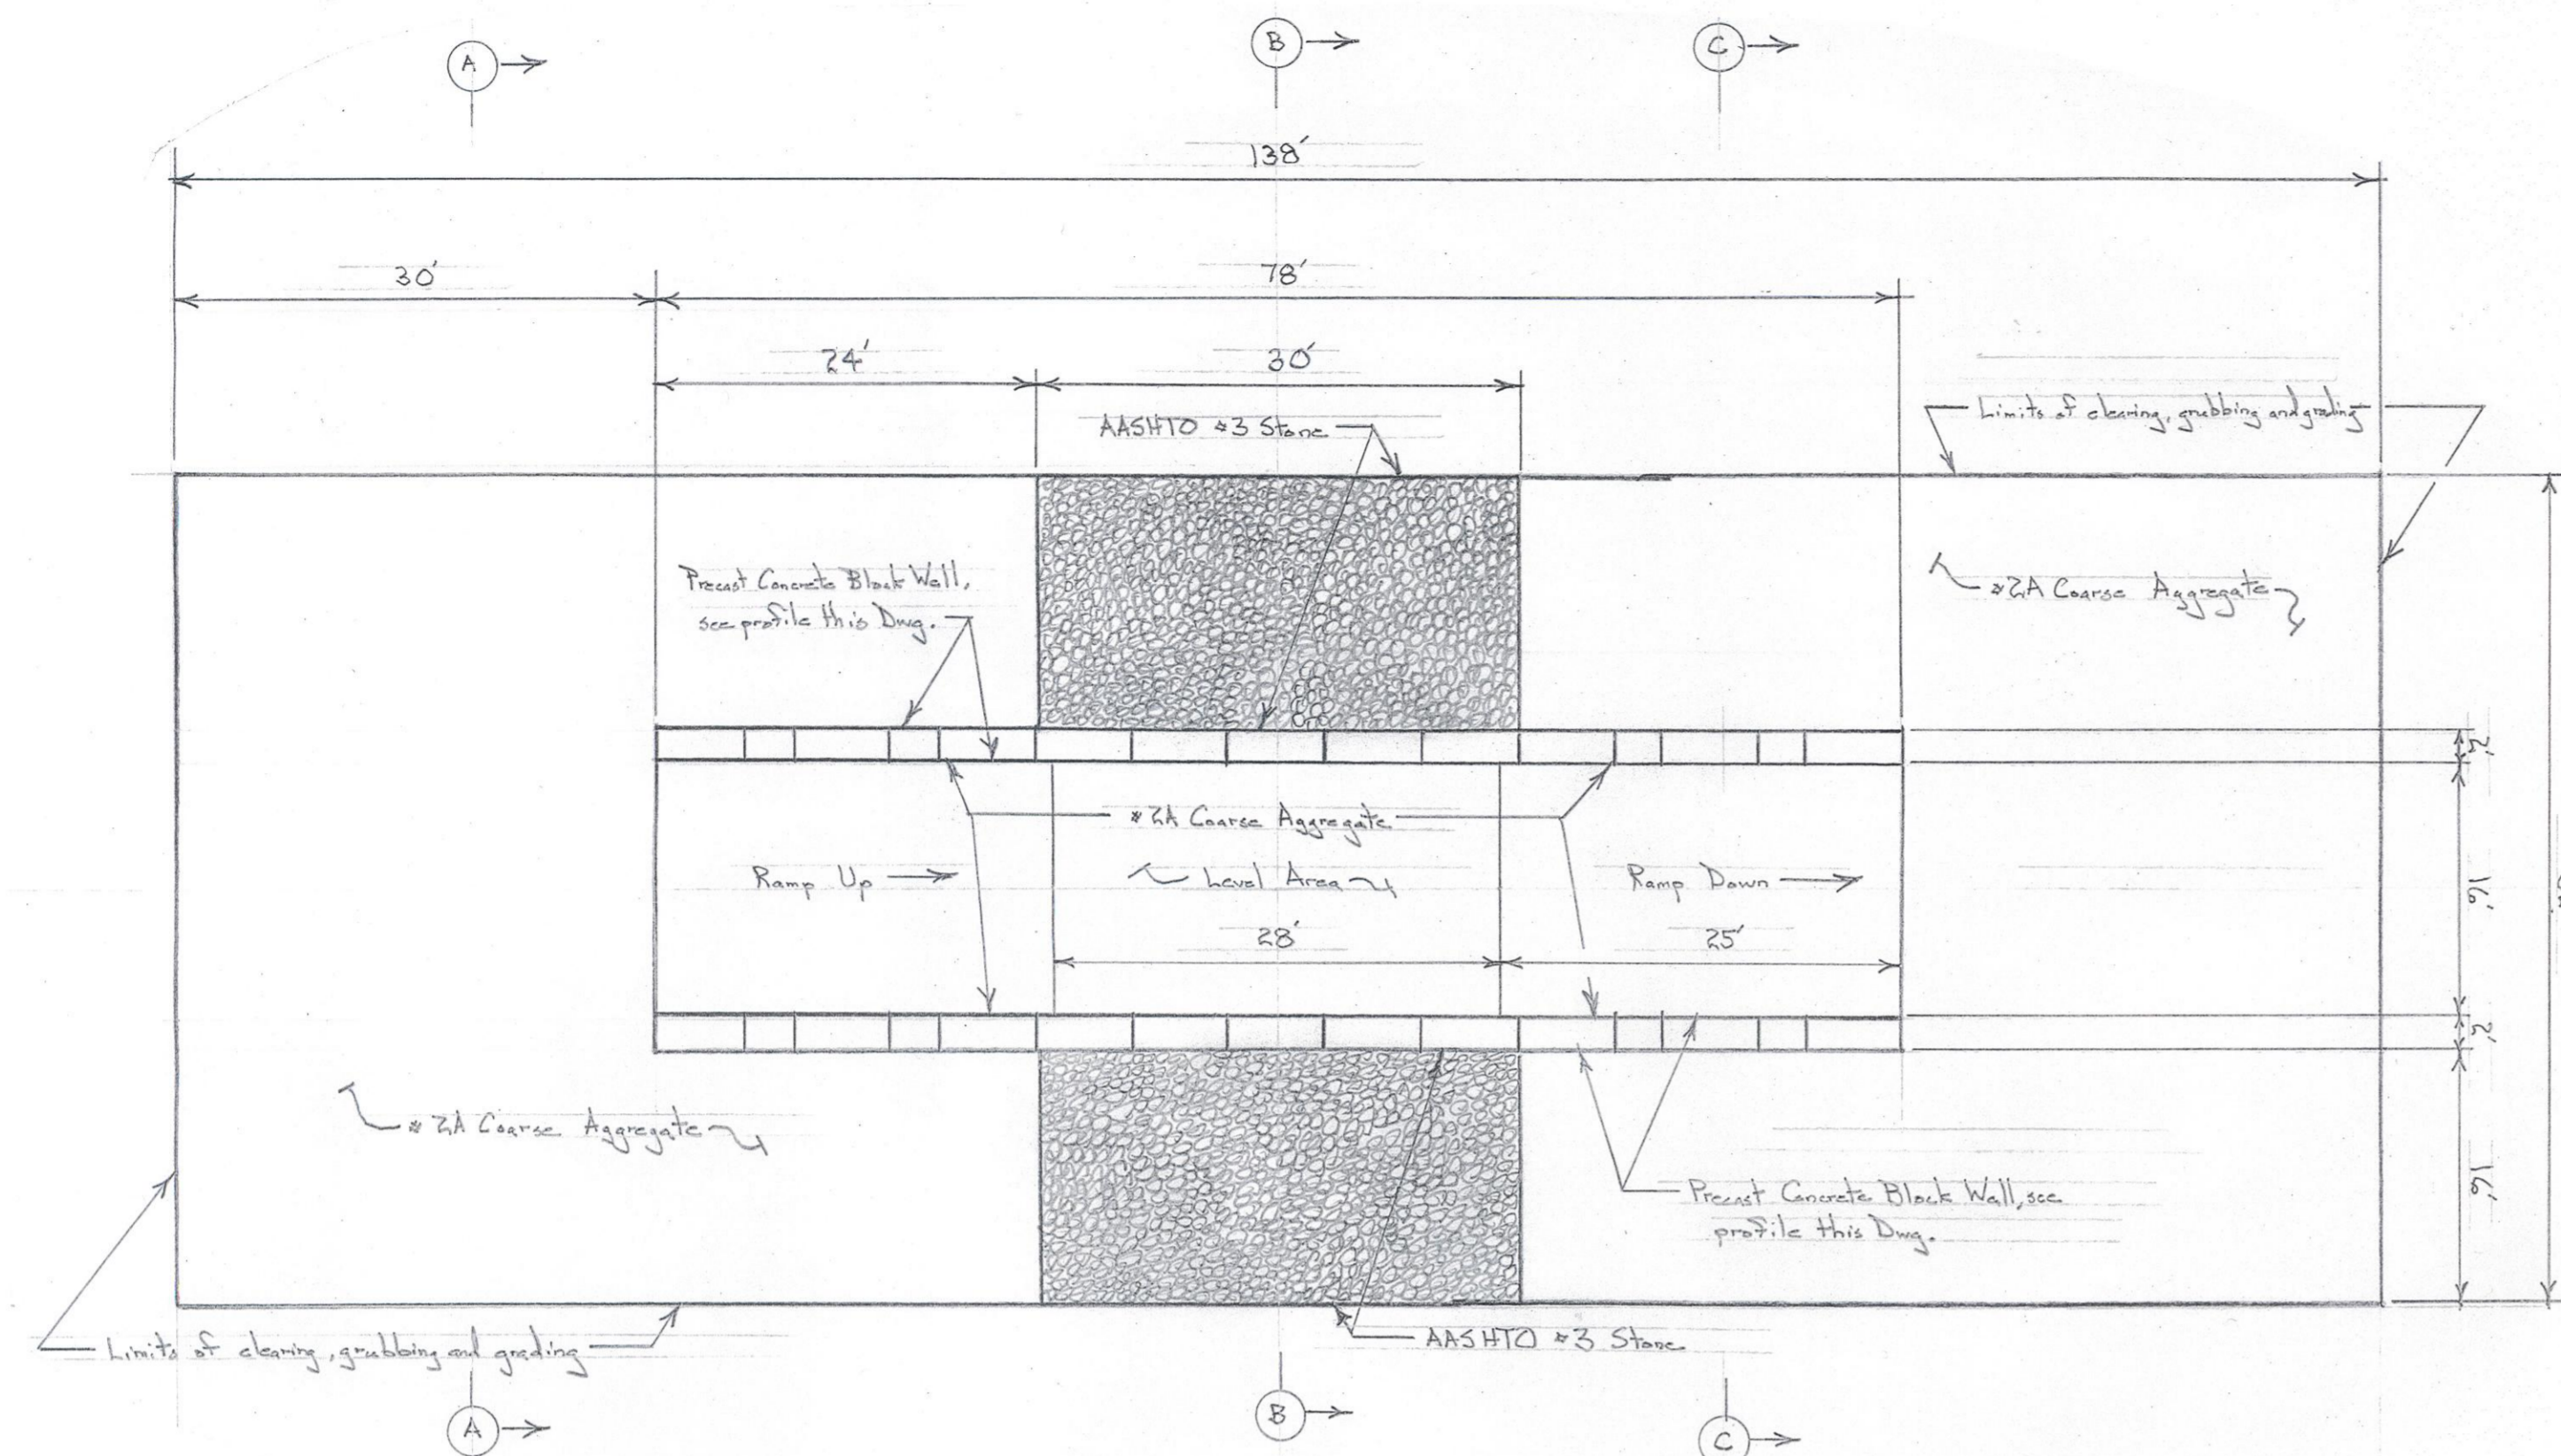 A
B
C
138'
30'
78'
24'
30'
AASHTO #3 Stone
Limits of clearing, grubbing and grading
Precast Concrete Block Wall,
see profile this Dwg.
#2A Coarse Aggregate
2'
#2A Coarse Aggregate
Ramp Up
Level Area
Ramp Down
16'
28'
25'
2'
#2A Coarse Aggregate
Precast Concrete Block Wall, see
profile this Dwg.
16'
Limits of clearing, grubbing and grading
AASHTO #3 Stone
A
B
C